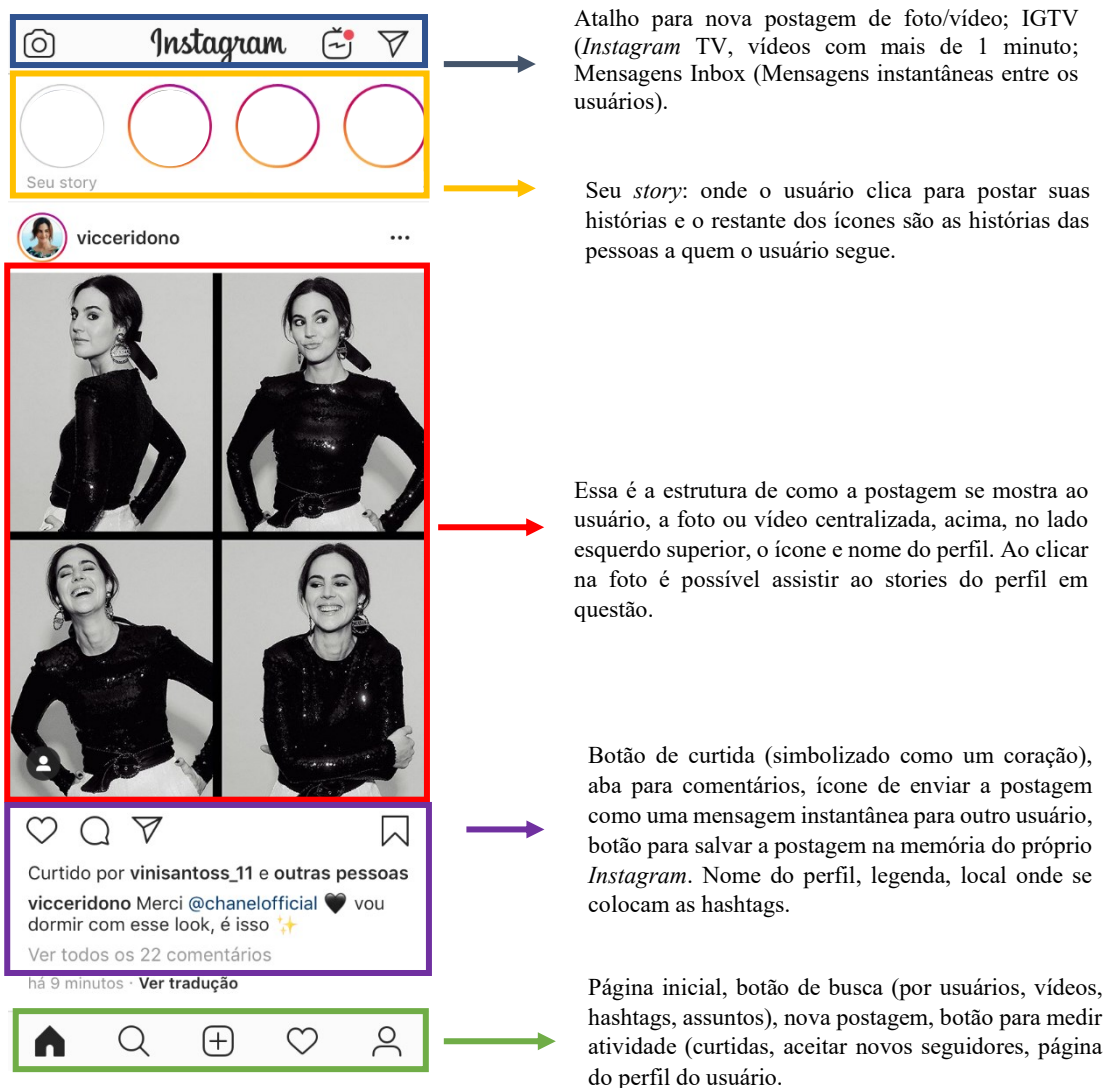 Instagram
Atalho para nova postagem de foto/vídeo; IGTV
(Instagram TV, vídeos com mais de 1 minuto;
Mensagens Inbox (Mensagens instantâneas entre os
usuários).
Seu story
Seu story: onde o usuário clica para postar suas
histórias e o restante dos ícones são as histórias das
pessoas a quem o usuário segue.
vicceridono
Essa é a estrutura de como a postagem se mostra ao
usuário, a foto ou vídeo centralizada, acima, no lado
esquerdo superior, o ícone e nome do perfil. Ao clicar
na foto é possível assistir ao stories do perfil em
questão.
Botão de curtida (simbolizado como um coração),
aba para comentários, ícone de enviar a postagem
como uma mensagem instantânea para outro usuário,
botão para salvar a postagem na memória do próprio
Instagram. Nome do perfil, legenda, local onde se
colocam as hashtags.
Curtido por vinisantoss_11 e outras pessoas
vicceridono Merci @chanelofficial 🖤 vou
dormir com esse look, é isso ✨
Ver todos os 22 comentários
há 9 minutos · Ver tradução
Página inicial, botão de busca (por usuários, vídeos,
hashtags, assuntos), nova postagem, botão para medir
atividade (curtidas, aceitar novos seguidores, página
do perfil do usuário.